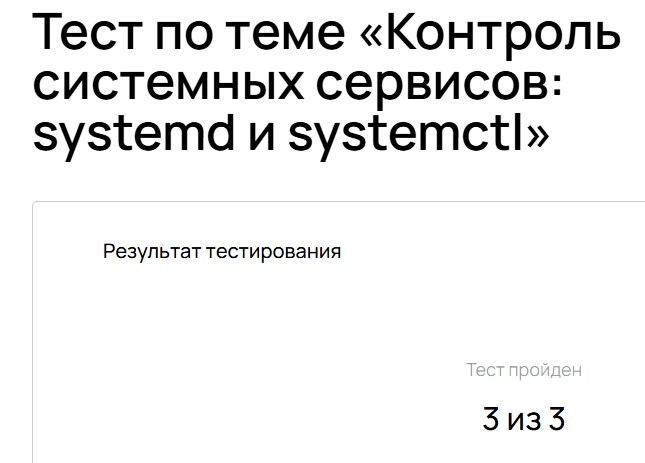 Тест по теме «Контроль
системных сервисов:
systemd и systemctl»
Результат тестирования
Тест пройден
3 из 3